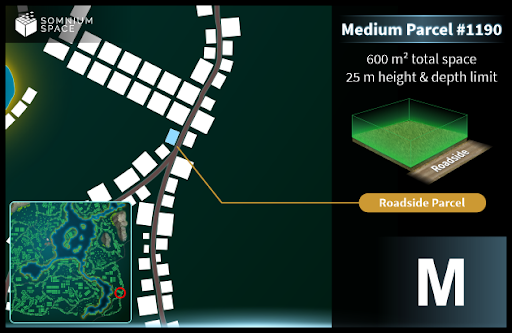 SOMNIUM
SPACE
Medium Parcel #1190
600 m² total space
25 m height & depth limit
Roadside
Roadside Parcel
M